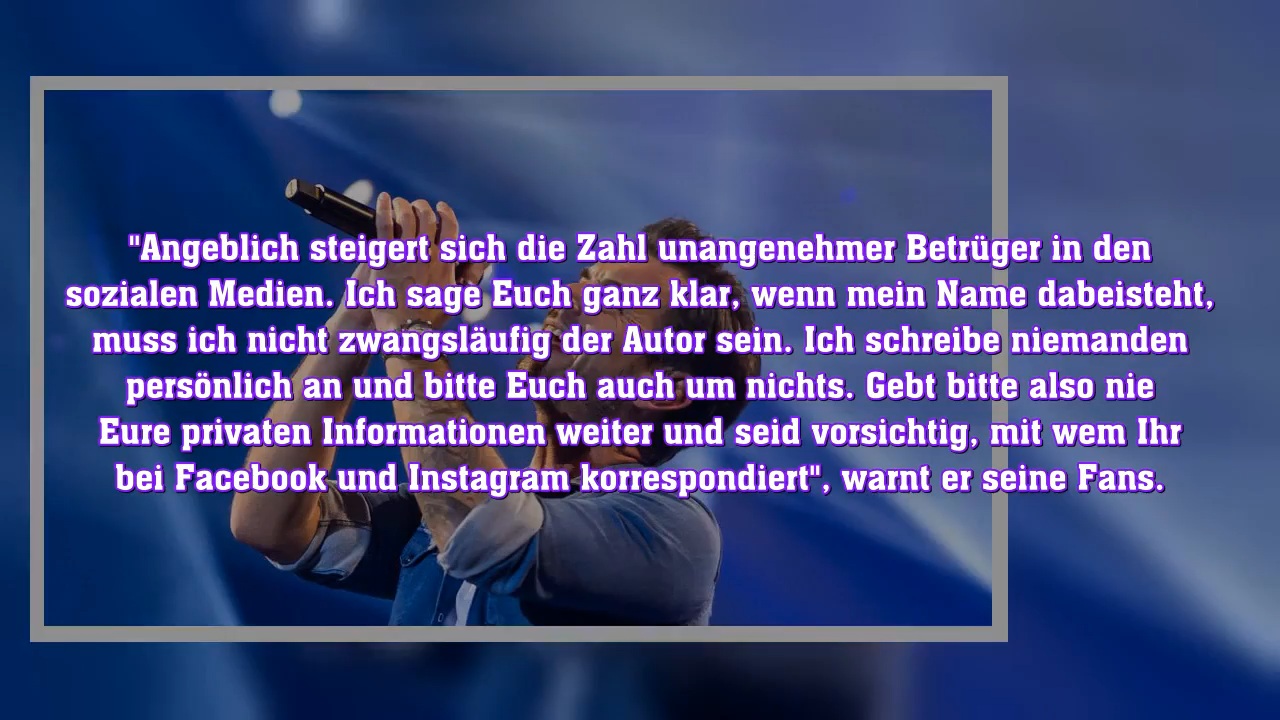 "Angeblich steigert sich die Zahl unangenehmer Betrüger in den
sozialen Medien. Ich sage Euch ganz klar, wenn mein Name dabeisteht,
muss ich nicht zwangsläufig der Autor sein. Ich schreibe niemanden
persönlich an und bitte Euch auch um nichts. Gebt bitte also nie
Eure privaten Informationen weiter und seid vorsichtig, mit wem Ihr
bei Facebook und Instagram korrespondiert", warnt er seine Fans.